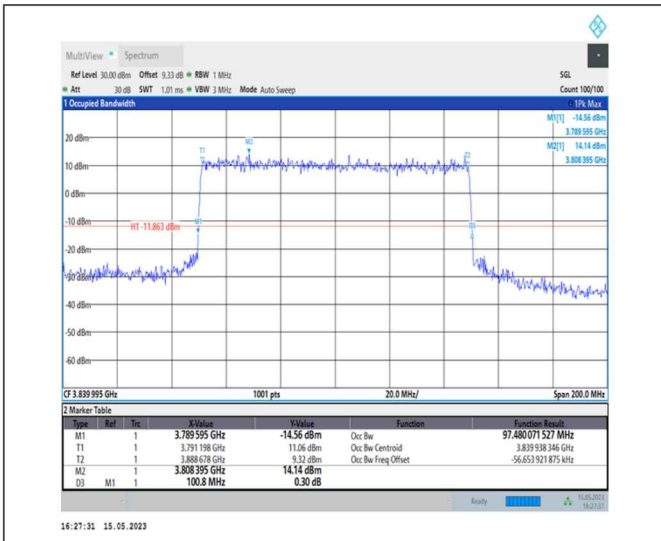 MultiView Spectrum
Ref Level 30.00 dBm Offset 9.33 dB RBW 1 MHz SGL
Att 30 dB SWT 1.01 ms VBW 3 MHz Mode Auto Sweep Count 100/100
1 Occupied Bandwidth 1Pk Max
M1[1] -14.56 dBm
3.789 595 GHz
M2[1] 14.14 dBm
3.808 395 GHz
20 dBm
M2
T1
T2
10 dBm
0 dBm
-10 dBm
H1 -11.863 dBm
M1
D3
-20 dBm
-30 dBm
-40 dBm
-50 dBm
-60 dBm
CF 3.839 995 GHz 1001 pts 20.0 MHz/ Span 200.0 MHz
2 Marker Table
Type Ref Trc X-Value Y-Value Function Function Result
M1 1 3.789 595 GHz -14.56 dBm Occ Bw 97.480 071 527 MHz
T1 1 3.791 198 GHz 11.06 dBm Occ Bw Centroid 3.839 938 346 GHz
T2 1 3.888 678 GHz 9.32 dBm Occ Bw Freq Offset -56.653 921 875 kHz
M2 1 3.808 395 GHz 14.14 dBm
D3 M1 1 100.8 MHz 0.30 dB
Ready 15.05.2023
16:27:31
16:27:31 15.05.2023